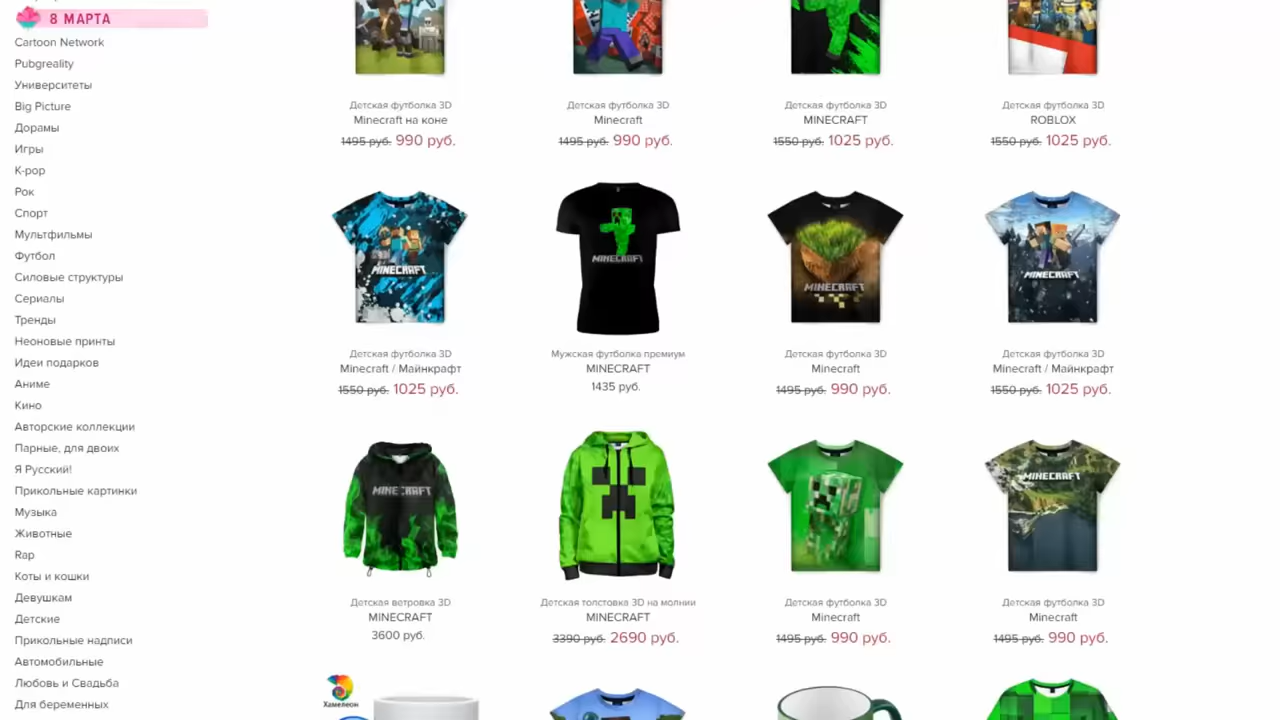 8 МАРТА
Cartoon Network
Pubgreality
Университеты
Big Picture
Дорамы
Игры
K-pop
Рок
Спорт
Мультфильмы
Футбол
Силовые структуры
Сериалы
Тренды
Неоновые принты
Идеи подарков
Аниме
Кино
Авторские коллекции
Парные, для двоих
Я Русский!
Прикольные картинки
Музыка
Животные
Rap
Коты и кошки
Девушкам
Детские
Прикольные надписи
Автомобильные
Любовь и Свадьба
Для беременных
Детская футболка 3D
Minecraft на коне
1495 руб. 990 руб.
Детская футболка 3D
Minecraft
1495 руб. 990 руб.
Детская футболка 3D
MINECRAFT
1550 руб. 1025 руб.
Детская футболка 3D
ROBLOX
1550 руб. 1025 руб.
MINECRAFT
Детская футболка 3D
Minecraft / Майнкрафт
1550 руб. 1025 руб.
MINECRAFT
Мужская футболка премиум
MINECRAFT
1435 руб.
MINECRAFT
Детская футболка 3D
Minecraft
1495 руб. 990 руб.
MINECRAFT
Детская футболка 3D
Minecraft / Майнкрафт
1550 руб. 1025 руб.
MINECRAFT
Детская ветровка 3D
MINECRAFT
3600 руб.
Детская толстовка 3D на молнии
MINECRAFT
3390 руб. 2690 руб.
Детская футболка 3D
Minecraft
1495 руб. 990 руб.
MINECRAFT
Детская футболка 3D
Minecraft
1495 руб. 990 руб.
Хамелеон